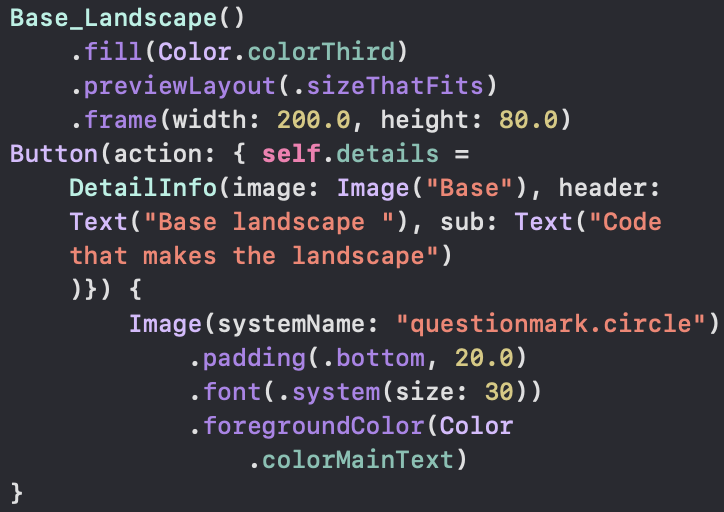 Base_Landscape()
.fill(Color.colorThird)
.previewLayout(.sizeThatFits)
.frame(width: 200.0, height: 80.0)
Button(action: { self.details =
DetailInfo(image: Image("Base"), header:
Text("Base landscape "), sub: Text("Code
that makes the landscape")
)}) {
Image(systemName: "questionmark.circle")
.padding(.bottom, 20.0)
.font(.system(size: 30))
.foregroundColor(Color
.colorMainText)
}